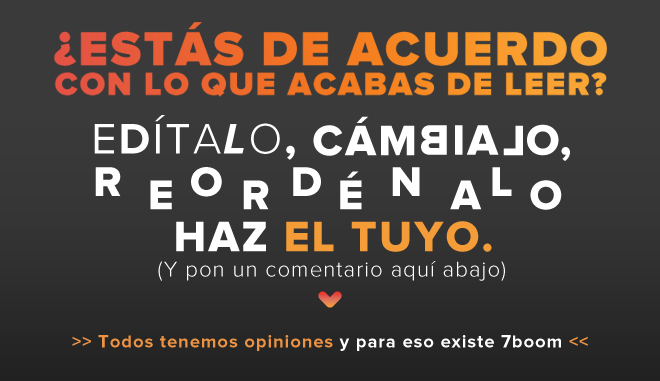 ¿ESTÁS DE ACUERDO
CON LO QUE ACABAS DE LEER?
EDÍTALO, CÁMBIALO,
REORDÉNALO
HAZ EL TUYO.
(Y pon un comentario aquí abajo)
>> Todos tenemos opiniones y para eso existe 7boom <<